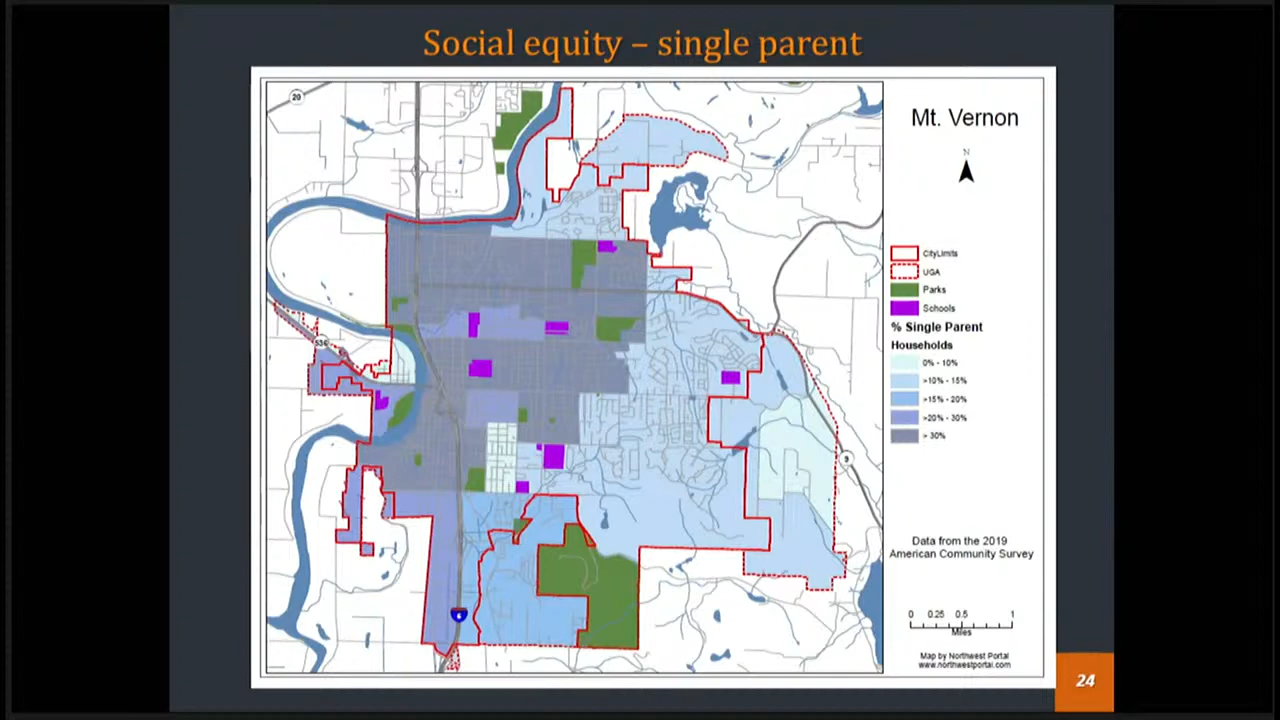 Social equity – single parent
20
536
9
Mt. Vernon
N
CityLimits
UGA
Parks
Schools
% Single Parent
Households
0% - 10%
>10% - 15%
>15% - 20%
>20% - 30%
> 30%
Data from the 2019
American Community Survey
0 0.25 0.5 1
Miles
Map by Northwest Portal
www.northwestportal.com
24